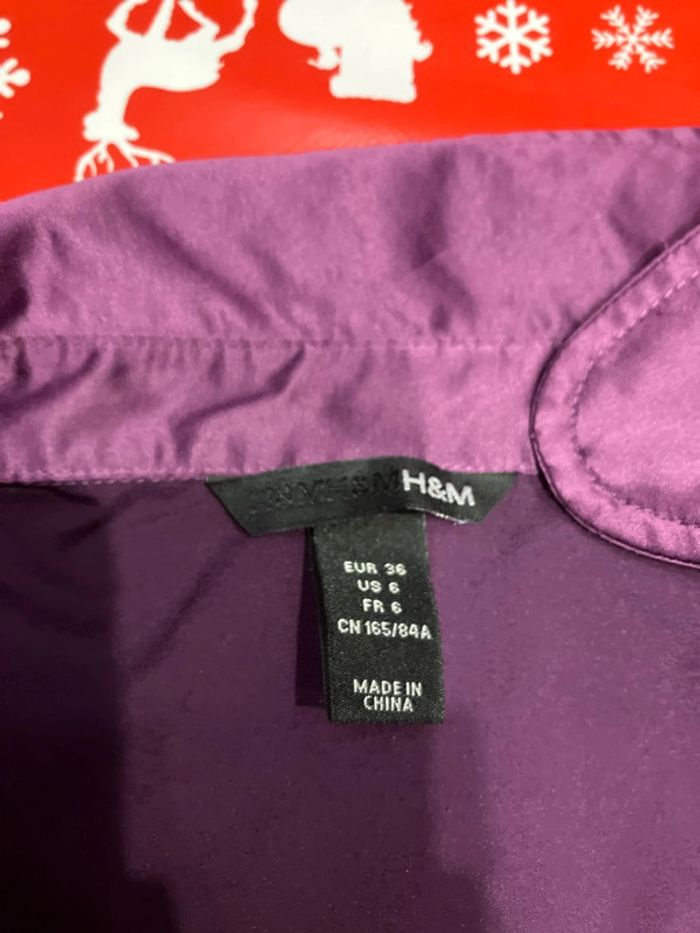 H&M H&M
EUR 36
US 6
FR 6
CN 165/84A
MADE IN
CHINA